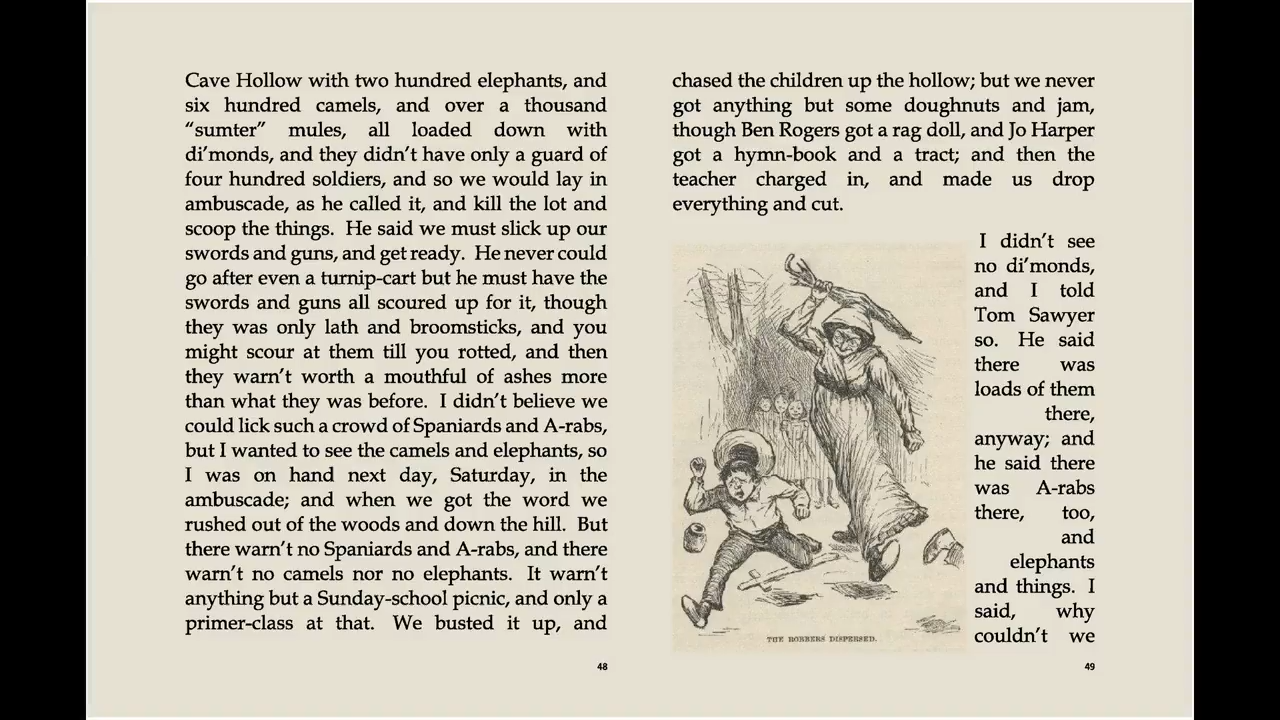 Cave Hollow with two hundred elephants, and
six hundred camels, and over a thousand
“sumter” mules, all loaded down with
di’monds, and they didn’t have only a guard of
four hundred soldiers, and so we would lay in
ambuscade, as he called it, and kill the lot and
scoop the things. He said we must slick up our
swords and guns, and get ready. He never could
go after even a turnip-cart but he must have the
swords and guns all scoured up for it, though
they was only lath and broomsticks, and you
might scour at them till you rotted, and then
they warn’t worth a mouthful of ashes more
than what they was before. I didn’t believe we
could lick such a crowd of Spaniards and A-rabs,
but I wanted to see the camels and elephants, so
I was on hand next day, Saturday, in the
ambuscade; and when we got the word we
rushed out of the woods and down the hill. But
there warn’t no Spaniards and A-rabs, and there
warn’t no camels nor no elephants. It warn’t
anything but a Sunday-school picnic, and only a
primer-class at that. We busted it up, and
48
chased the children up the hollow; but we never
got anything but some doughnuts and jam,
though Ben Rogers got a rag doll, and Jo Harper
got a hymn-book and a tract; and then the
teacher charged in, and made us drop
everything and cut.
I didn’t see
no di’monds,
and I told
Tom Sawyer
so. He said
there was
loads of them
there,
anyway; and
he said there
was A-rabs
there, too,
and
elephants
and things. I
said, why
couldn’t we
THE ROBBERS DISPERSED.
49